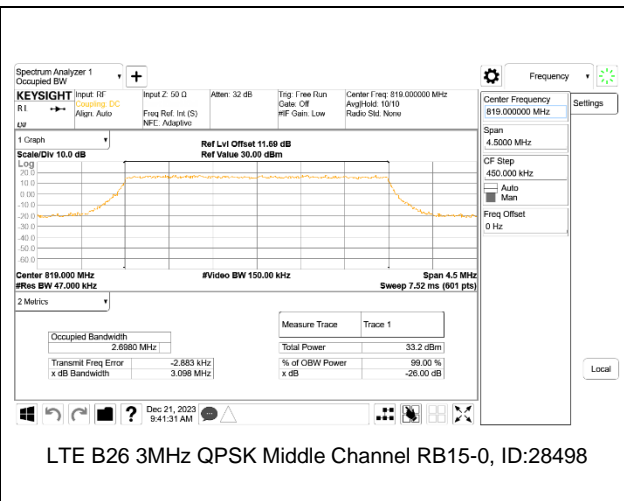 Spectrum Analyzer 1
Occupied BW
Frequency
KEYSIGHT
Input: RF
Coupling: DC
Align: Auto
Input Z: 50 Ω
Freq Ref: Int (S)
NFE: Adaptive
Atten: 32 dB
Trig: Free Run
Gate: Off
#IF Gain: Low
Center Freq: 819.000000 MHz
Avg|Hold: 10/10
Radio Std: None
Center Frequency
819.000000 MHz
Settings
Span
4.5000 MHz
CF Step
450.000 kHz
Auto
Man
Freq Offset
0 Hz
1 Graph
Ref Lvl Offset 11.69 dB
Scale/Div 10.0 dB
Ref Value 30.00 dBm
Log
20.0
10.0
0.00
-10.0
-20.0
-30.0
-40.0
-50.0
-60.0
Center 819.000 MHz
#Video BW 150.00 kHz
Span 4.5 MHz
#Res BW 47.000 kHz
Sweep 7.52 ms (601 pts)
2 Metrics
Measure Trace
Trace 1
Occupied Bandwidth
2.6980 MHz
Total Power
33.2 dBm
Transmit Freq Error
-2.883 kHz
% of OBW Power
99.00 %
x dB Bandwidth
3.098 MHz
x dB
-26.00 dB
Local
?
Dec 21, 2023
9:41:31 AM
LTE B26 3MHz QPSK Middle Channel RB15-0, ID:28498